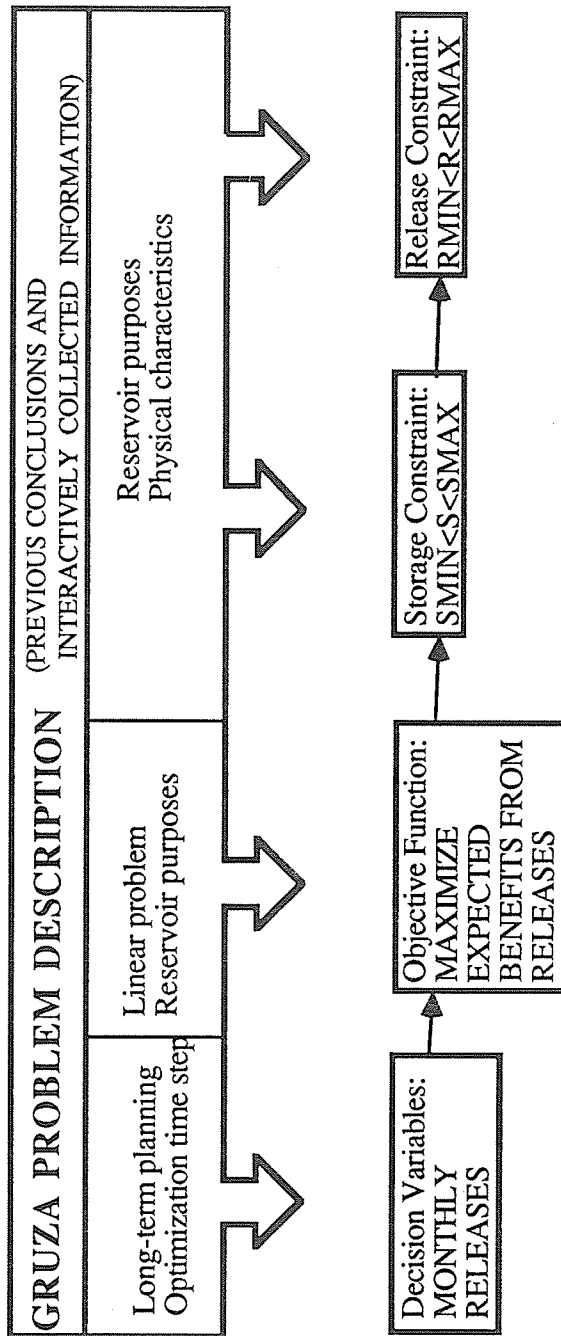 GRUZA PROBLEM DESCRIPTION (PREVIOUS CONCLUSIONS AND
INTERACTIVELY COLLECTED INFORMATION)
Long-term planning
Optimization time step
Linear problem
Reservoir purposes
Reservoir purposes
Physical characteristics
Decision Variables:
MONTHLY
RELEASES
Objective Function:
MAXIMIZE
EXPECTED
BENEFITS FROM
RELEASES
Storage Constraint:
SMIN<S<SMAX
Release Constraint:
RMIN<R<RMAX